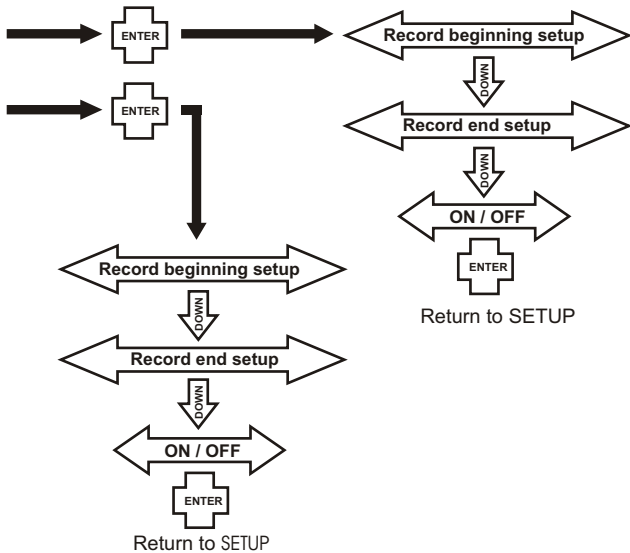 ENTER
Record beginning setup
DOWN
Record end setup
DOWN
ON / OFF
ENTER
Return to SETUP
ENTER
Record beginning setup
DOWN
Record end setup
DOWN
ON / OFF
ENTER
Return to SETUP